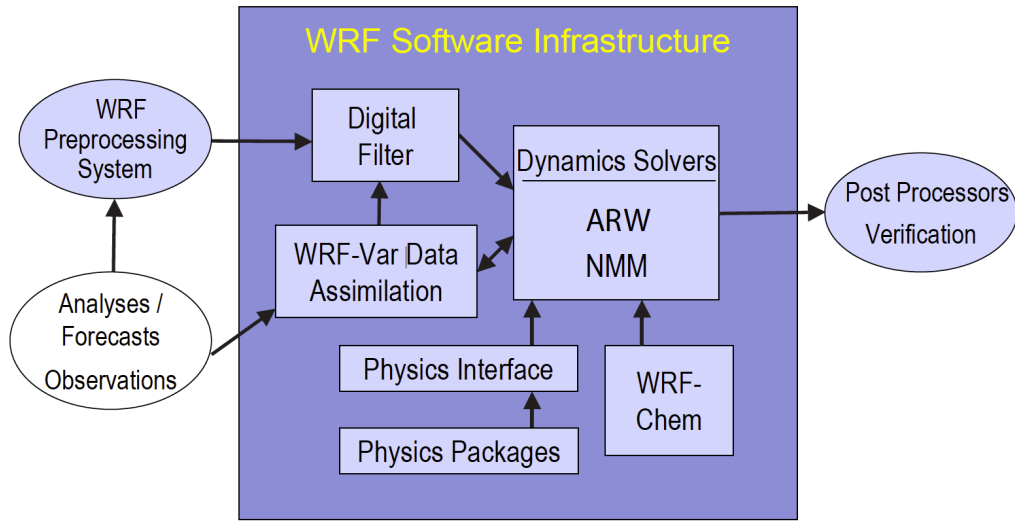 WRF Software Infrastructure
WRF
Preprocessing
System
Digital
Filter
Dynamics Solvers
ARW
NMM
Post Processors
Verification
WRF-Var Data
Assimilation
Analyses /
Forecasts
Observations
Physics Interface
WRF-
Chem
Physics Packages